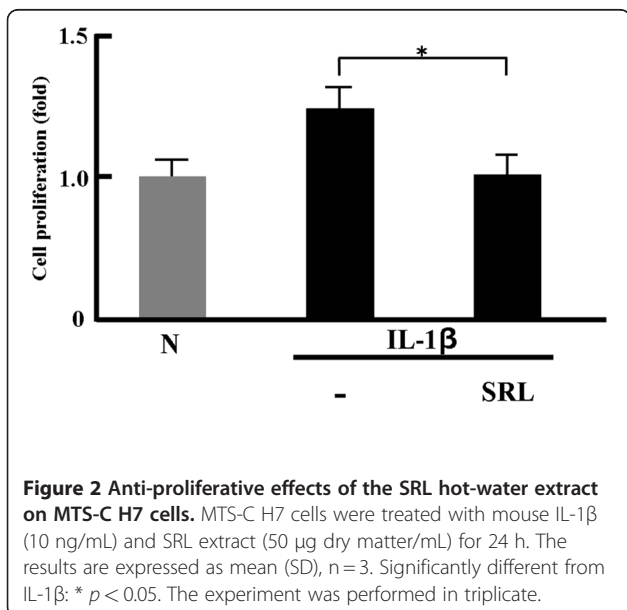 1.5
*
Cell proliferation (fold)
1.0
0
N
IL-1β
-
SRL
Figure 2 Anti-proliferative effects of the SRL hot-water extract
on MTS-C H7 cells. MTS-C H7 cells were treated with mouse IL-1β
(10 ng/mL) and SRL extract (50 μg dry matter/mL) for 24 h. The
results are expressed as mean (SD), n = 3. Significantly different from
IL-1β: * p < 0.05. The experiment was performed in triplicate.